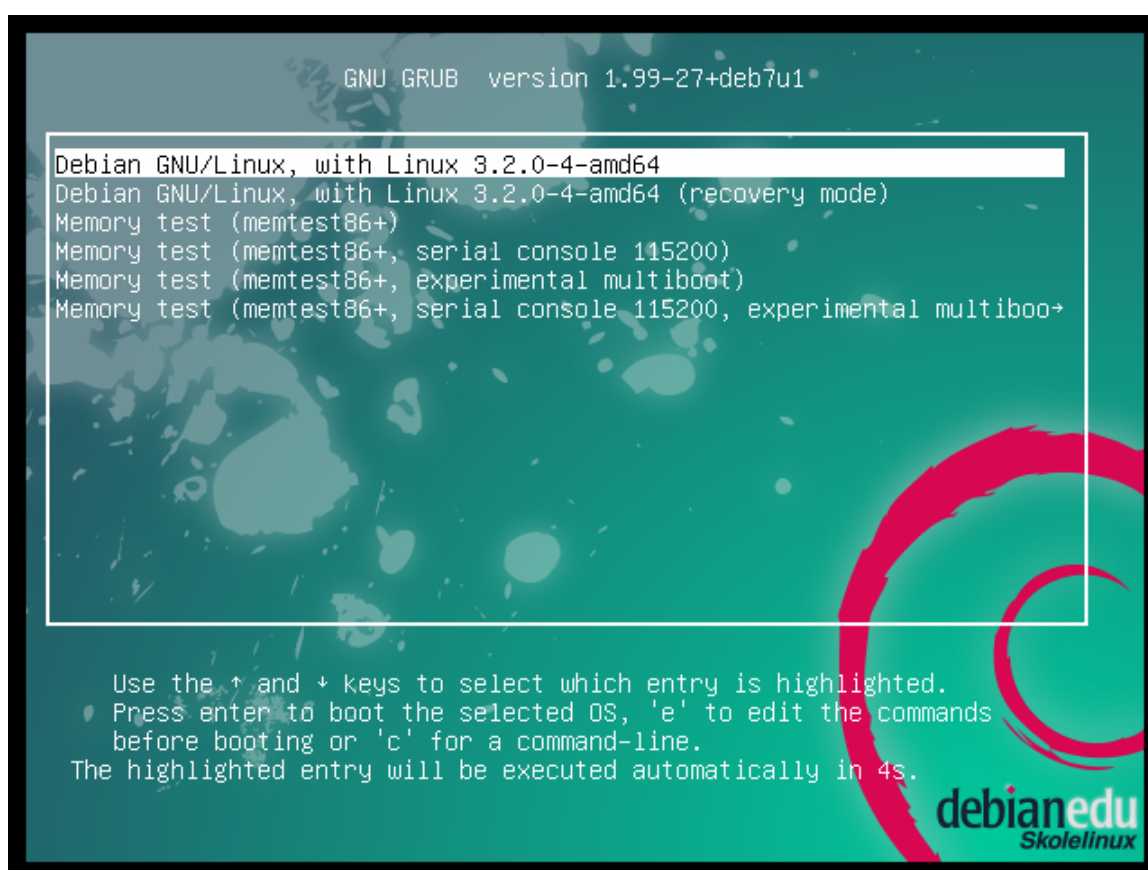 GNU GRUB  version 1.99-27+deb7u1
Debian GNU/Linux, with Linux 3.2.0-4-amd64
Debian GNU/Linux, with Linux 3.2.0-4-amd64 (recovery mode)
Memory test (memtest86+)
Memory test (memtest86+, serial console 115200)
Memory test (memtest86+, experimental multiboot)
Memory test (memtest86+, serial console 115200, experimental multiboo→
Use the ↑ and ↓ keys to select which entry is highlighted.
Press enter to boot the selected OS, 'e' to edit the commands
before booting or 'c' for a command-line.
The highlighted entry will be executed automatically in 4s.
debianedu
Skolelinux